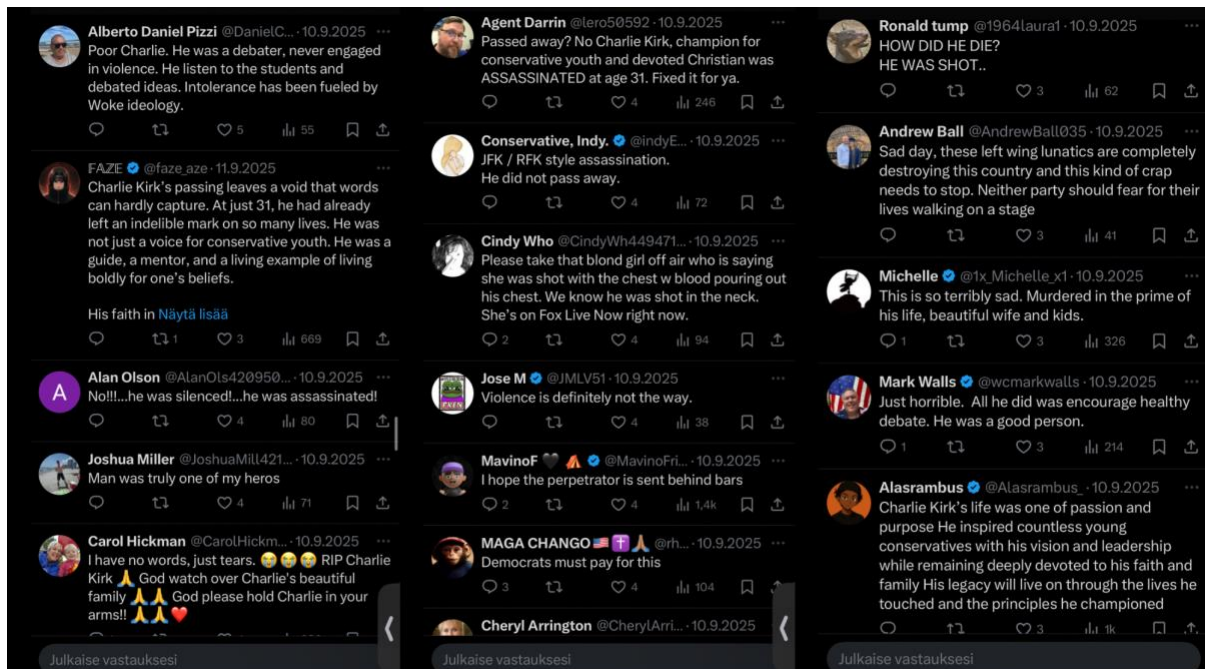 Alberto Daniel Pizzi @DanielC... · 10.9.2025
Poor Charlie. He was a debater, never engaged
in violence. He listen to the students and
debated ideas. Intolerance has been fueled by
Woke ideology.
5 55
FAZE @faze_aze · 11.9.2025
Charlie Kirk's passing leaves a void that words
can hardly capture. At just 31, he had already
left an indelible mark on so many lives. He was
not just a voice for conservative youth. He was a
guide, a mentor, and a living example of living
boldly for one's beliefs.
His faith in Näytä lisää
1 3 669
A
Alan Olson @AlanOls420950... · 10.9.2025
No!!!...he was silenced!...he was assassinated!
4 80
Joshua Miller @JoshuaMill421... · 10.9.2025
Man was truly one of my heros
4 71
Carol Hickman @CarolHickm... · 10.9.2025
I have no words, just tears. 😭😭😭 RIP Charlie
Kirk 🙏 God watch over Charlie's beautiful
family 🙏🙏 God please hold Charlie in your
arms!! 🙏🙏❤️
Julkaise vastauksesi
Agent Darrin @lero50592 · 10.9.2025
Passed away? No Charlie Kirk, champion for
conservative youth and devoted Christian was
ASSASSINATED at age 31. Fixed it for ya.
4 246
Conservative, Indy. @indyE... · 10.9.2025
JFK / RFK style assassination.
He did not pass away.
4 72
Cindy Who @CindyWh449471... · 10.9.2025
Please take that blond girl off air who is saying
she was shot with the chest w blood pouring out
his chest. We know he was shot in the neck.
She's on Fox Live Now right now.
2 4 94
Jose M @JMLV51 · 10.9.2025
Violence is definitely not the way.
4 38
MavinoF 🖤 @MavinoFri... · 10.9.2025
I hope the perpetrator is sent behind bars
2 4 1,4k
MAGA CHANGO 🇺🇸✝️🙏 @rh... · 10.9.2025
Democrats must pay for this
3 4 104
Cheryl Arrington @CherylArri... · 10.9.2025
Julkaise vastauksesi
Ronald tump @1964laura1 · 10.9.2025
HOW DID HE DIE?
HE WAS SHOT..
3 62
Andrew Ball @AndrewBall035 · 10.9.2025
Sad day, these left wing lunatics are completely
destroying this country and this kind of crap
needs to stop. Neither party should fear for their
lives walking on a stage
3 41
Michelle @1x_Michelle_x1 · 10.9.2025
This is so terribly sad. Murdered in the prime of
his life, beautiful wife and kids.
1 3 326
Mark Walls @wcmarkwalls · 10.9.2025
Just horrible. All he did was encourage healthy
debate. He was a good person.
1 3 214
Alasrambus @Alasrambus_ · 10.9.2025
Charlie Kirk's life was one of passion and
purpose He inspired countless young
conservatives with his vision and leadership
while remaining deeply devoted to his faith and
family His legacy will live on through the lives he
touched and the principles he championed
3 1k
Julkaise vastauksesi